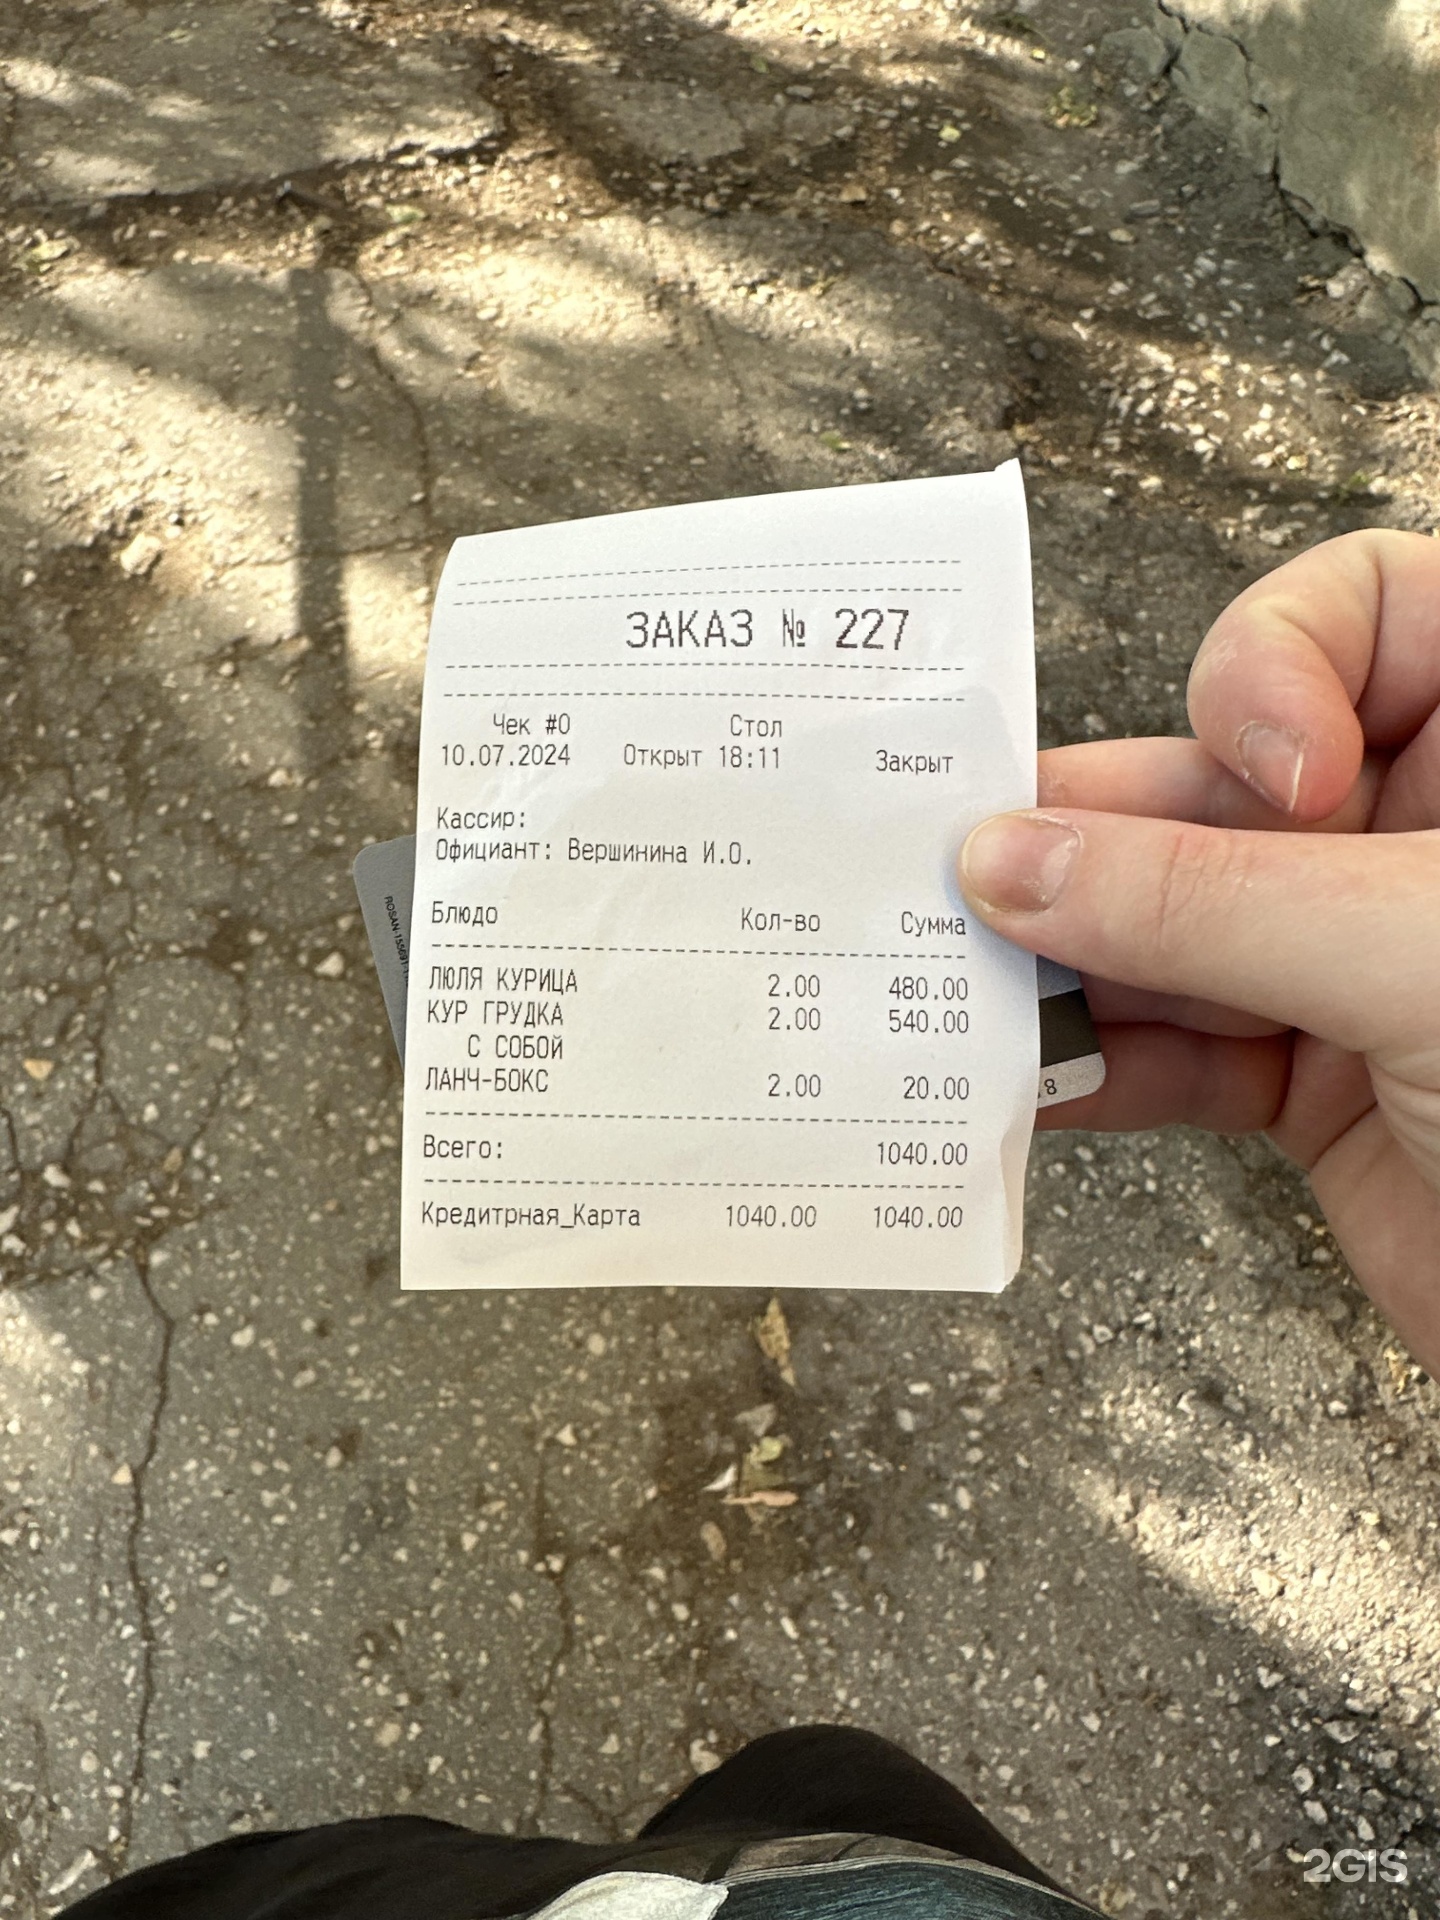 ЗАКАЗ № 227
Чек #0 Стол
10.07.2024 Открыт 18:11 Закрыт
Кассир:
Официант: Вершинина И.О.
Блюдо Кол-во Сумма
ЛЮЛЯ КУРИЦА 2.00 480.00
КУР ГРУДКА 2.00 540.00
С СОБОЙ
ЛАНЧ-БОКС 2.00 20.00
Всего: 1040.00
Кредитрная_Карта 1040.00 1040.00
2GIS